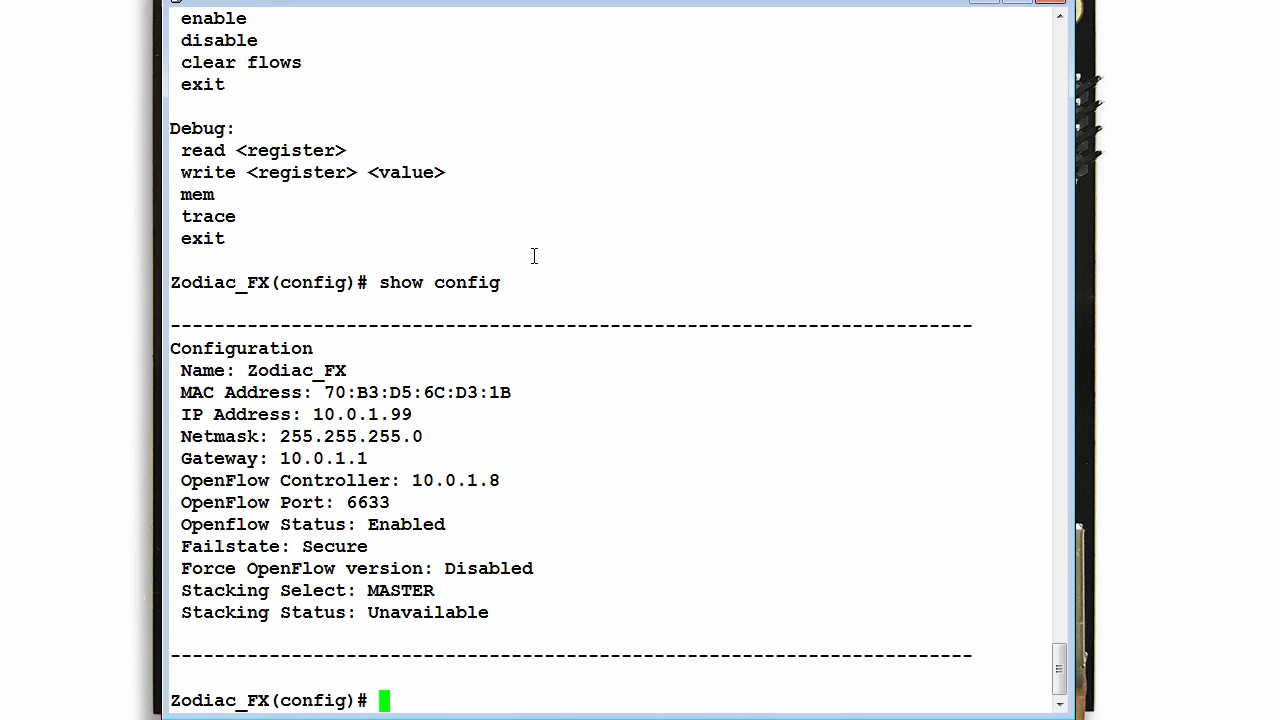 enable
disable
clear flows
exit
Debug:
read <register>
write <register> <value>
mem
trace
exit
Zodiac_FX(config)# show config
-------------------------------------------------------------------------
Configuration
Name: Zodiac_FX
MAC Address: 70:B3:D5:6C:D3:1B
IP Address: 10.0.1.99
Netmask: 255.255.255.0
Gateway: 10.0.1.1
OpenFlow Controller: 10.0.1.8
OpenFlow Port: 6633
Openflow Status: Enabled
Failstate: Secure
Force OpenFlow version: Disabled
Stacking Select: MASTER
Stacking Status: Unavailable
-------------------------------------------------------------------------
Zodiac_FX(config)#